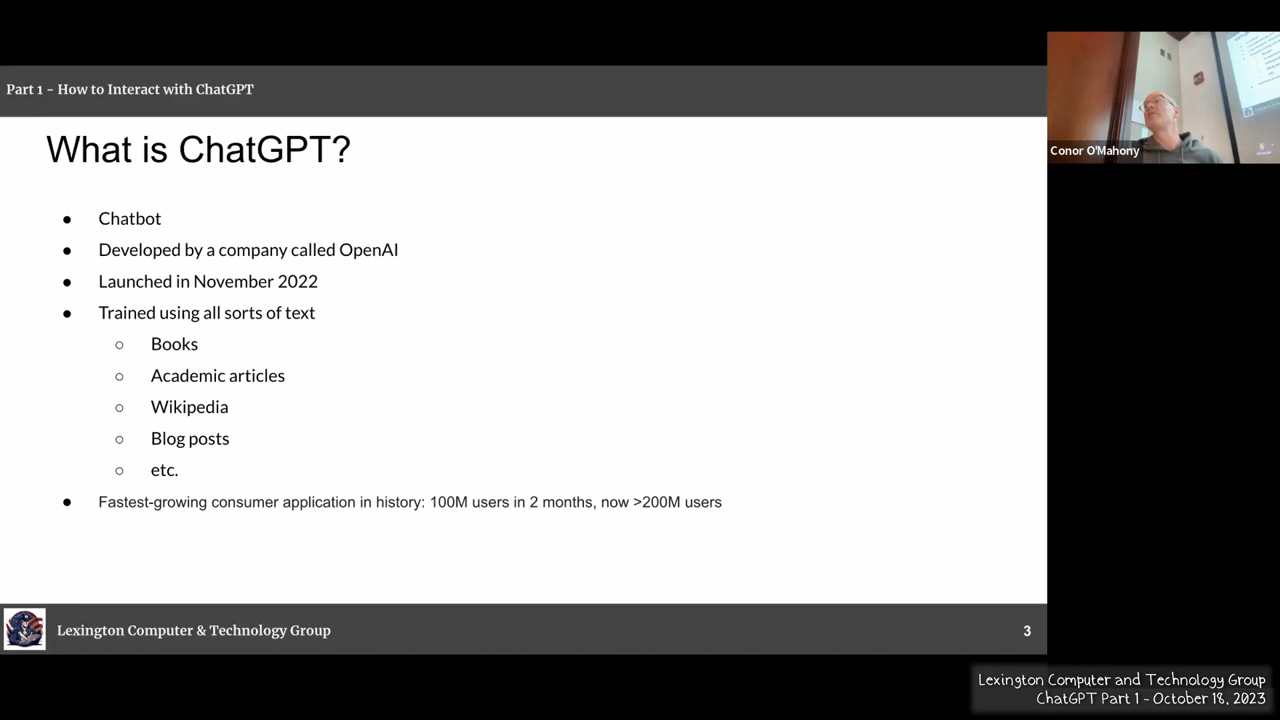 Part 1 - How to Interact with ChatGPT
What is ChatGPT?
● Chatbot
● Developed by a company called OpenAI
● Launched in November 2022
● Trained using all sorts of text
○ Books
○ Academic articles
○ Wikipedia
○ Blog posts
○ etc.
● Fastest-growing consumer application in history: 100M users in 2 months, now >200M users
Lexington Computer & Technology Group
3
Conor O'Mahony
Lexington Computer and Technology Group
ChatGPT Part 1 - October 18, 2023